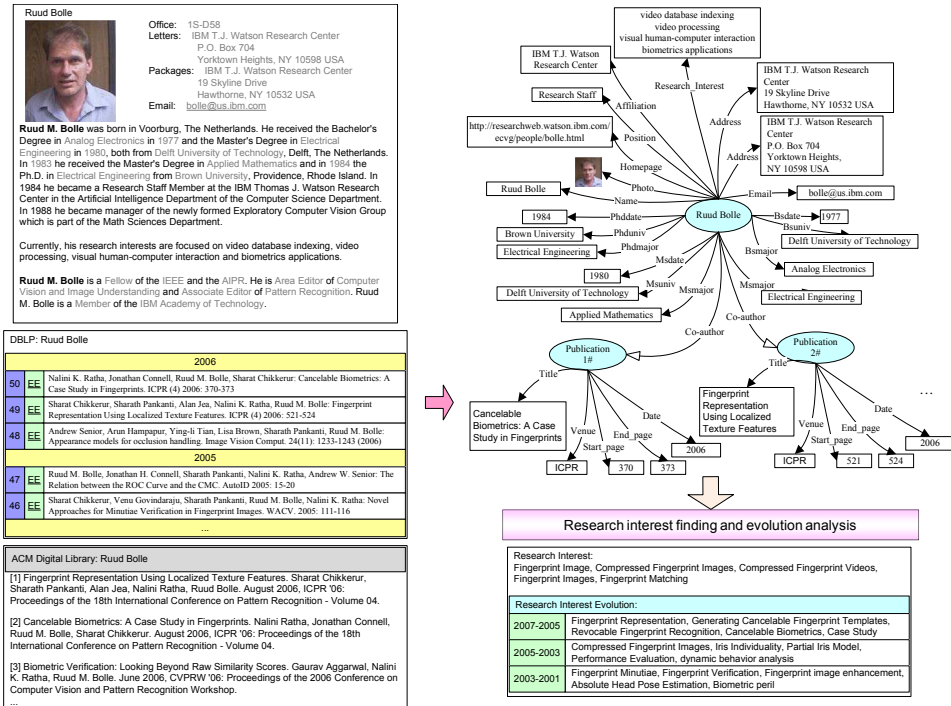 Ruud Bolle
Office: 1S-D58
Letters: IBM T.J. Watson Research Center
P.O. Box 704
Yorktown Heights, NY 10598 USA
Packages: IBM T.J. Watson Research Center
19 Skyline Drive
Hawthorne, NY 10532 USA
Email: bolle@us.ibm.com
Ruud M. Bolle was born in Voorburg, The Netherlands. He received the Bachelor's
Degree in Analog Electronics in 1977 and the Master's Degree in Electrical
Engineering in 1980, both from Delft University of Technology, Delft, The Netherlands.
In 1983 he received the Master's Degree in Applied Mathematics and in 1984 the
Ph.D. in Electrical Engineering from Brown University, Providence, Rhode Island. In
1984 he became a Research Staff Member at the IBM Thomas J. Watson Research
Center in the Artificial Intelligence Department of the Computer Science Department.
In 1988 he became manager of the newly formed Exploratory Computer Vision Group
which is part of the Math Sciences Department.
Currently, his research interests are focused on video database indexing, video
processing, visual human-computer interaction and biometrics applications.
Ruud M. Bolle is a Fellow of the IEEE and the AIPR. He is Area Editor of Computer
Vision and Image Understanding and Associate Editor of Pattern Recognition. Ruud
M. Bolle is a Member of the IBM Academy of Technology.
DBLP: Ruud Bolle
2006
50 EE Nalini K. Ratha, Jonathan Connell, Ruud M. Bolle, Sharat Chikkerur: Cancelable Biometrics: A
Case Study in Fingerprints. ICPR (4) 2006: 370-373
49 EE Sharat Chikkerur, Sharath Pankanti, Alan Jea, Nalini K. Ratha, Ruud M. Bolle: Fingerprint
Representation Using Localized Texture Features. ICPR (4) 2006: 521-524
48 EE Andrew Senior, Arun Hampapur, Ying-li Tian, Lisa Brown, Sharath Pankanti, Ruud M. Bolle:
Appearance models for occlusion handling. Image Vision Comput. 24(11): 1233-1243 (2006)
2005
47 EE Ruud M. Bolle, Jonathan H. Connell, Sharath Pankanti, Nalini K. Ratha, Andrew W. Senior: The
Relation between the ROC Curve and the CMC. AutoID 2005: 15-20
46 EE Sharat Chikkerur, Venu Govindaraju, Sharath Pankanti, Ruud M. Bolle, Nalini K. Ratha: Novel
Approaches for Minutiae Verification in Fingerprint Images. WACV. 2005: 111-116
...
ACM Digital Library: Ruud Bolle
[1] Fingerprint Representation Using Localized Texture Features. Sharat Chikkerur,
Sharath Pankanti, Alan Jea, Nalini Ratha, Ruud Bolle. August 2006, ICPR '06:
Proceedings of the 18th International Conference on Pattern Recognition - Volume 04.
[2] Cancelable Biometrics: A Case Study in Fingerprints. Nalini Ratha, Jonathan Connell,
Ruud M. Bolle, Sharat Chikkerur. August 2006, ICPR '06: Proceedings of the 18th
International Conference on Pattern Recognition - Volume 04.
[3] Biometric Verification: Looking Beyond Raw Similarity Scores. Gaurav Aggarwal, Nalini
K. Ratha, Ruud M. Bolle. June 2006, CVPRW '06: Proceedings of the 2006 Conference on
Computer Vision and Pattern Recognition Workshop.
...
video database indexing
video processing
visual human-computer interaction
biometrics applications
IBM T.J. Watson
Research Center
Research_Interest
IBM T.J. Watson Research
Center
19 Skyline Drive
Hawthorne, NY 10532 USA
Research Staff
Affiliation
Address
http://researchweb.watson.ibm.com/
ecvg/people/bolle.html
Position
IBM T.J. Watson Research
Center
P.O. Box 704
Yorktown Heights,
NY 10598 USA
Homepage
Address
Photo
Ruud Bolle
Name
Email
bolle@us.ibm.com
1984
Phddate
Ruud Bolle
Bsdate
1977
Brown University
Phduniv
Bsuniv
Delft University of Technology
Electrical Engineering
Phdmajor
Bsmajor
Msdate
Analog Electronics
1980
Msuniv
Msmajor
Msmajor
Delft University of Technology
Electrical Engineering
Applied Mathematics
Co-author
Co-author
Publication
1#
Publication
2#
Title
Title
Cancelable
Biometrics: A Case
Study in Fingerprints
Fingerprint
Representation
Using Localized
Texture Features
...
Venue
Start_page
End_page
Date
Venue
Start_page
End_page
Date
ICPR
370
373
2006
ICPR
521
524
2006
Research interest finding and evolution analysis
Research Interest:
Fingerprint Image, Compressed Fingerprint Images, Compressed Fingerprint Videos,
Fingerprint Images, Fingerprint Matching
Research Interest Evolution:
2007-2005 Fingerprint Representation, Generating Cancelable Fingerprint Templates,
Revocable Fingerprint Recognition, Cancelable Biometrics, Case Study
2005-2003 Compressed Fingerprint Images, Iris Individuality, Partial Iris Model,
Performance Evaluation, dynamic behavior analysis
2003-2001 Fingerprint Minutiae, Fingerprint Verification, Fingerprint image enhancement,
Absolute Head Pose Estimation, Biometric peril